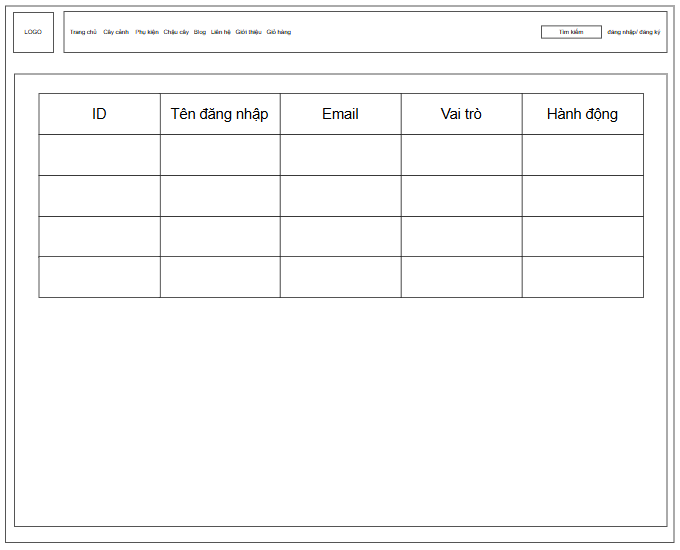 LOGO
Trang chủ Cây cảnh Phụ kiện Chậu cây Blog Liên hệ Giới thiệu Giỏ hàng
Tìm kiếm
đăng nhập/ đăng ký
ID Tên đăng nhập Email Vai trò Hành động